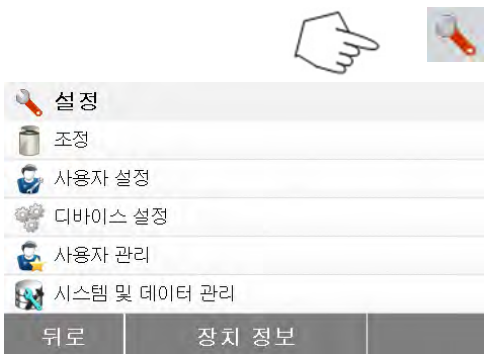 설정
조정
사용자 설정
디바이스 설정
사용자 관리
시스템 및 데이터 관리
뒤로 장치 정보